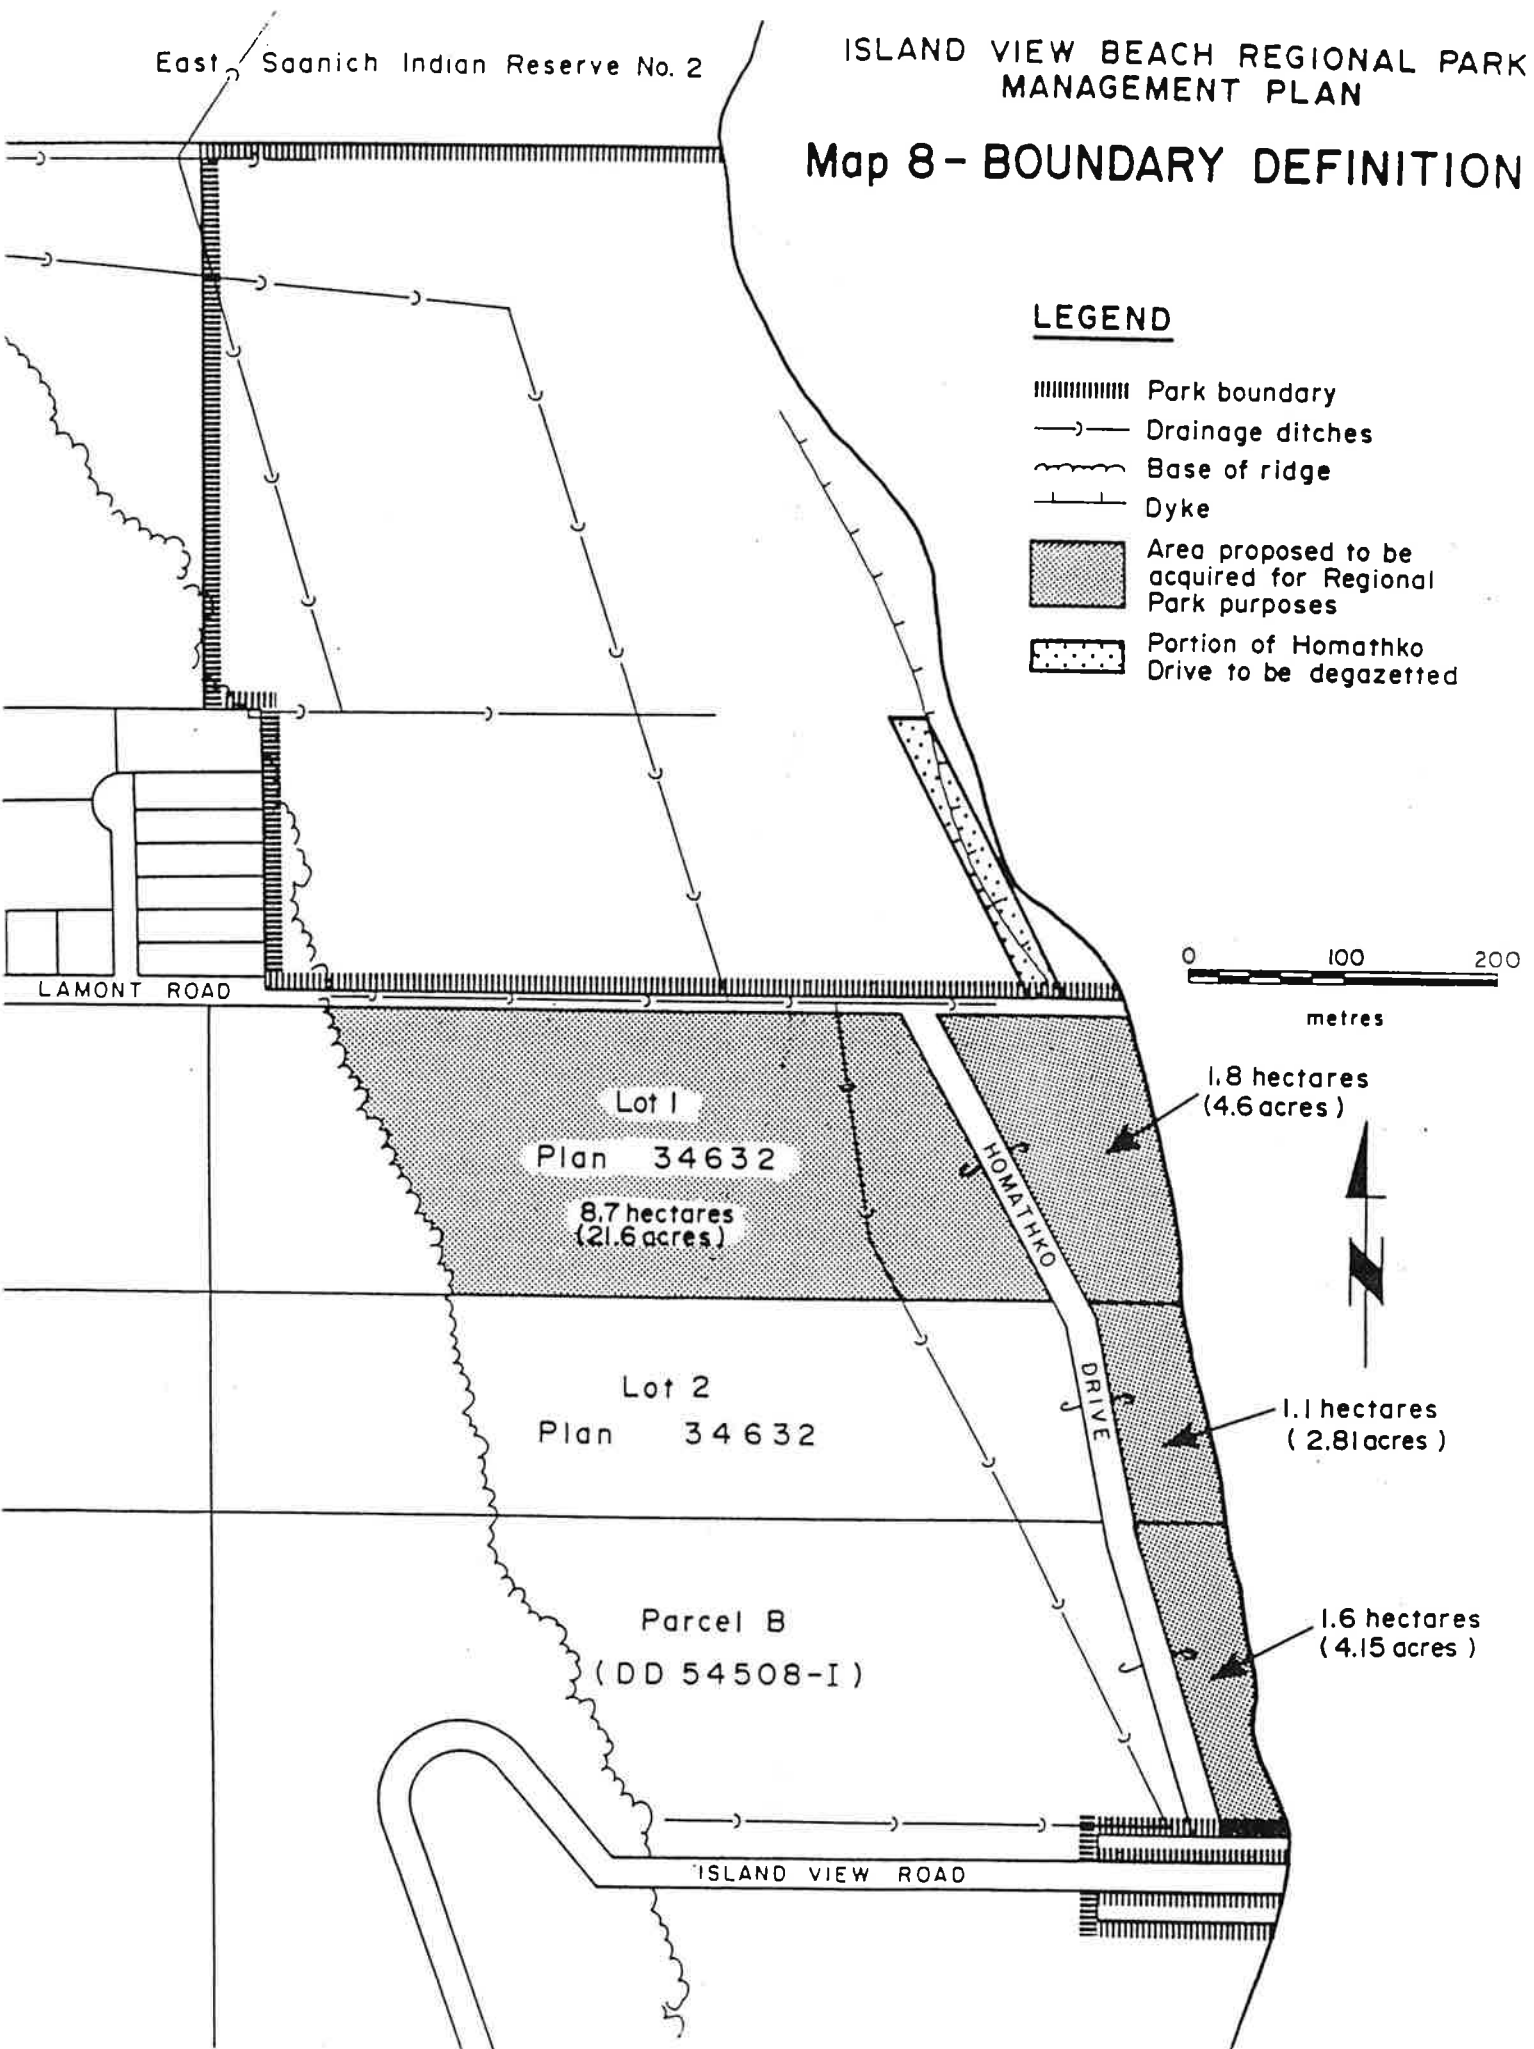 East Saanich Indian Reserve No. 2
ISLAND VIEW BEACH REGIONAL PARK
MANAGEMENT PLAN
Map 8 - BOUNDARY DEFINITION
LEGEND
Park boundary
Drainage ditches
Base of ridge
Dyke
Area proposed to be
acquired for Regional
Park purposes
Portion of Homathko
Drive to be degazetted
0 100 200
metres
LAMONT ROAD
Lot 1
Plan 34632
8.7 hectares
(21.6 acres)
HOMATHKO
DRIVE
1.8 hectares
(4.6 acres)
N
Lot 2
Plan 34632
1.1 hectares
(2.81 acres)
Parcel B
(DD 54508-I)
1.6 hectares
(4.15 acres)
ISLAND VIEW ROAD